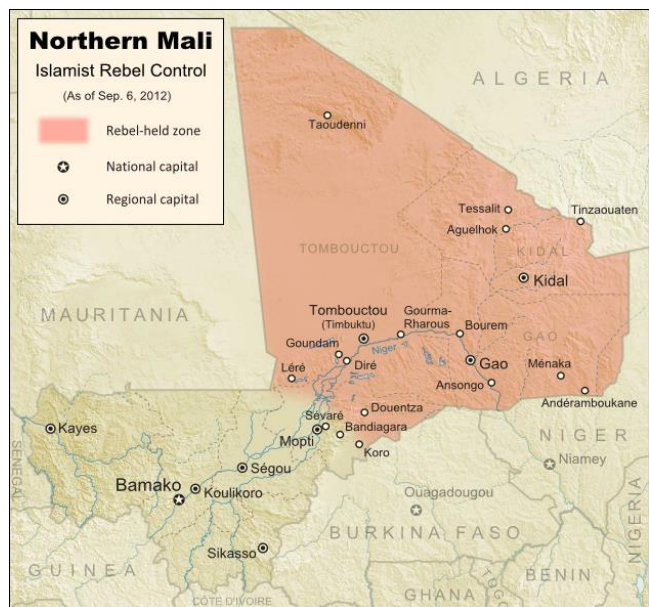 Northern Mali
Islamist Rebel Control
(As of Sep. 6, 2012)
Rebel-held zone
National capital
Regional capital
ALGERIA
Taoudenni
Tessalit
Tinzaouaten
Aguelhok
TOMBOUCTOU
KIDAL
Kidal
MAURITANIA
Tombouctou
(Timbuktu)
Gourma-
Rharous
Bourem
GAO
Goundam
Niger
Diré
Gao
Ménaka
Léré
Ansongo
Andéramboukane
Douentza
Sévaré
Bandiagara
Kayes
Mopti
Koro
NIGER
SENEGAL
Niamey
Ségou
Bamako
Koulikoro
Ouagadougou
BURKINA FASO
NIGERIA
Sikasso
GUINEA
BENIN
GHANA
TOGO
CÔTE D'IVOIRE